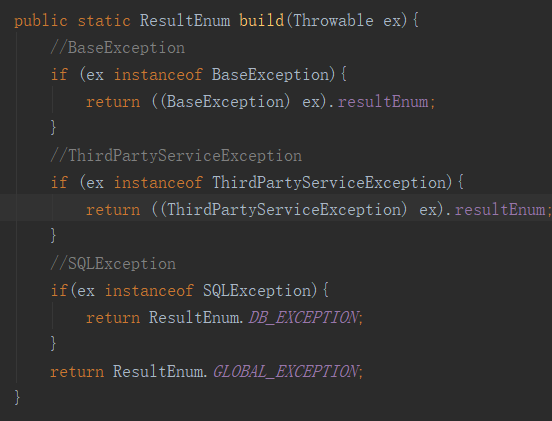 public static ResultEnum build(Throwable ex){
    //BaseException
    if (ex instanceof BaseException){
        return ((BaseException) ex).resultEnum;
    }
    //ThirdPartyServiceException
    if (ex instanceof ThirdPartyServiceException){
        return ((ThirdPartyServiceException) ex).resultEnum;
    }
    //SQLException
    if(ex instanceof SQLException){
        return ResultEnum.DB_EXCEPTION;
    }
    return ResultEnum.GLOBAL_EXCEPTION;
}